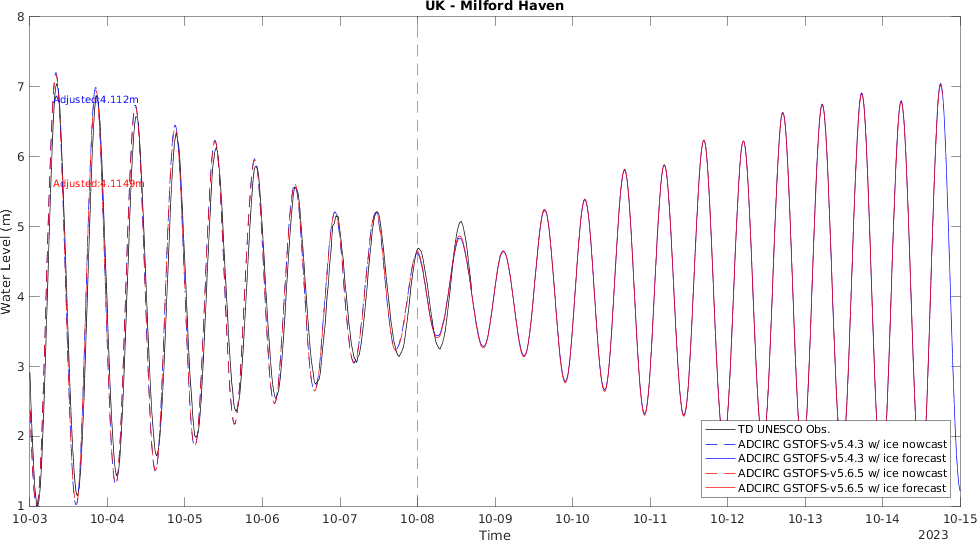 UK - Milford Haven
8
7
6
5
4
3
2
1
Water Level (m)
Adjusted:4.112m
Adjusted:4.1149m
TD UNESCO Obs.
ADCIRC GSTOFS-v5.4.3 w/ ice nowcast
ADCIRC GSTOFS-v5.4.3 w/ ice forecast
ADCIRC GSTOFS-v5.6.5 w/ ice nowcast
ADCIRC GSTOFS-v5.6.5 w/ ice forecast
10-03 10-04 10-05 10-06 10-07 10-08 10-09 10-10 10-11 10-12 10-13 10-14 10-15
Time
2023